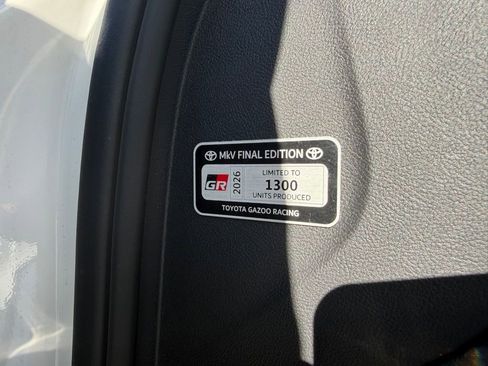 MkV FINAL EDITION
GR
2026
LIMITED TO
1300
UNITS PRODUCED
TOYOTA GAZOO RACING